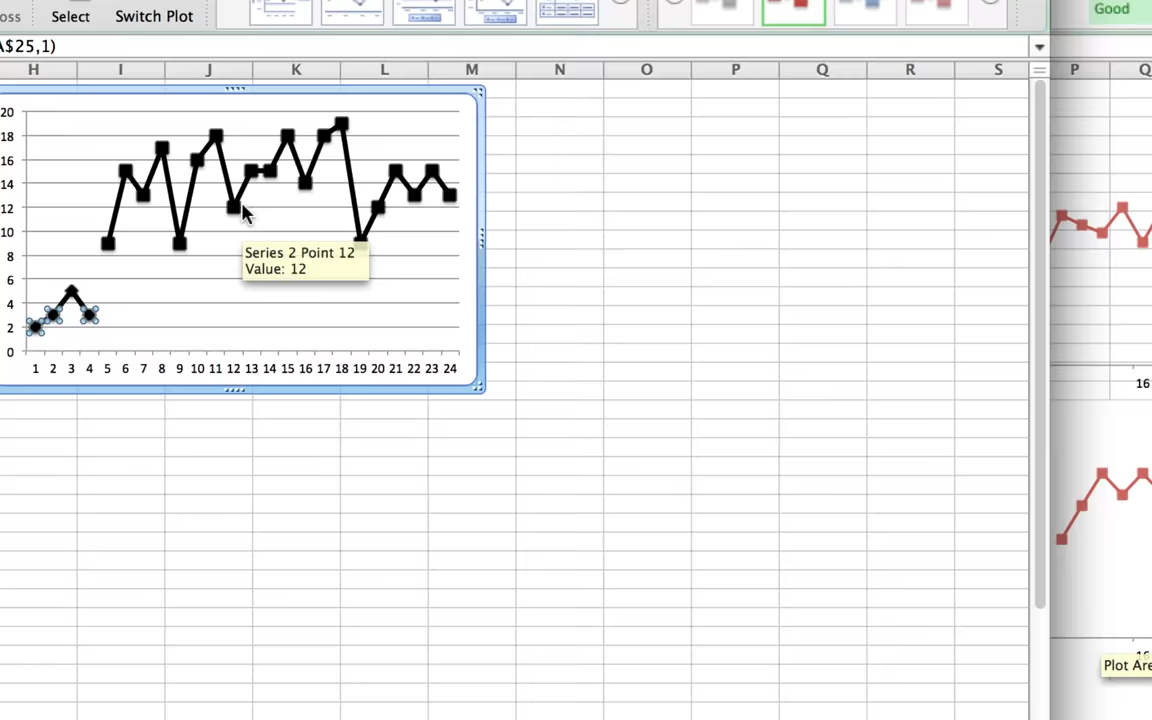 oss Select Switch Plot
Good
A$25,1)
H I J K L M N O P Q R S P Q
20
18
16
14
12
10
8
6
4
2
0
Series 2 Point 12
Value: 12
1 2 3 4 5 6 7 8 9 10 11 12 13 14 15 16 17 18 19 20 21 22 23 24
16
16
Plot Are